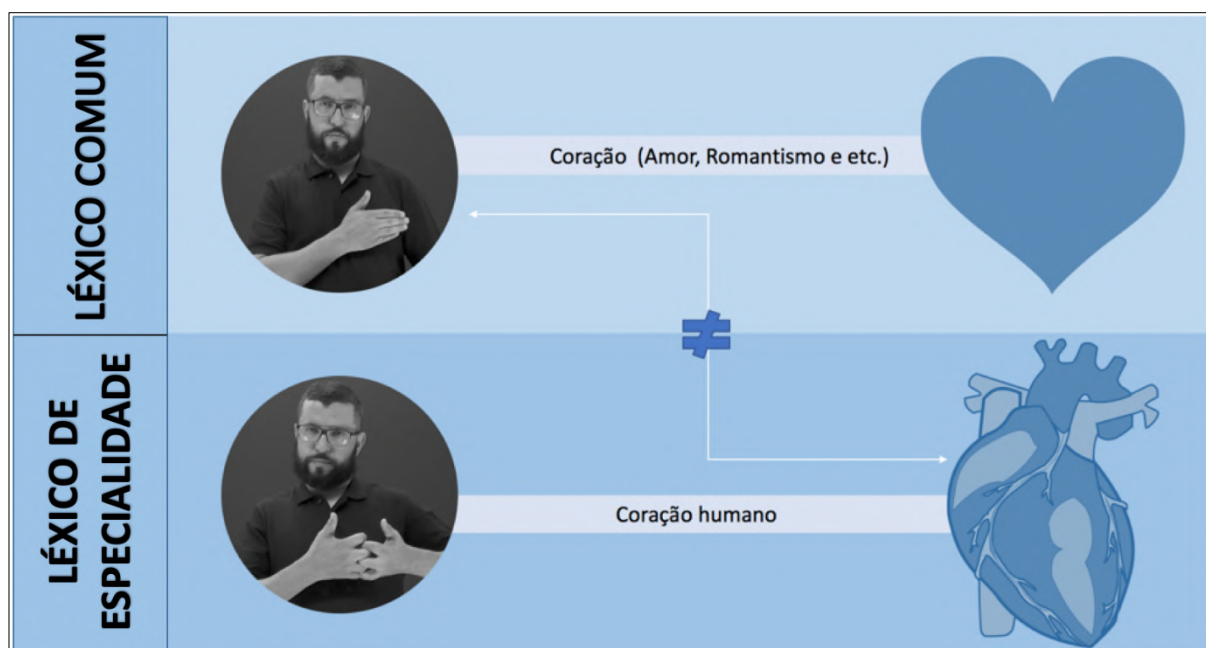 LÉXICO COMUM
Coração (Amor, Romantismo e etc.)
≠
LÉXICO DE
ESPECIALIDADE
Coração humano